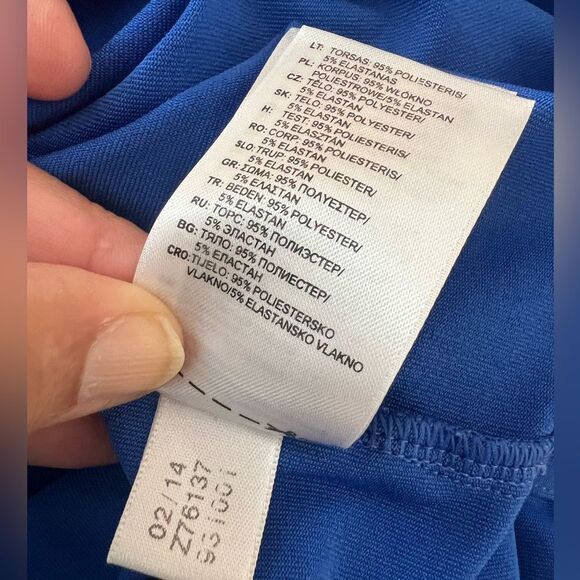 LT: TORSAS: 95% POLIESTERIS/
5% ELASTANAS
PL: KORPUS: 95% WŁÓKNO
POLIESTROWE/5% ELASTAN
CZ: TĚLO: 95% POLYESTER/
5% ELASTAN
SK: TELO: 95% POLYESTER/
5% ELASTAN
H: TEST: 95% POLIESZTER/
5% ELASZTÁN
RO: CORP: 95% POLIESTER/
5% ELASTAN
SLO: TRUP: 95% POLIESTER/
5% ELASTAN
GR: ΣΩΜΑ: 95% ΠΟΛΥΕΣΤΕΡ/
5% ΕΛΑΣΤΑΝ
TR: BEDEN: 95% POLYESTER/
5% ELASTAN
RU: ТОРС: 95% ПОЛИЭСТЕР/
5% ЭЛАСТАН
BG: ТЯЛО: 95% ПОЛИЕСТЕР/
5% ЕЛАСТАН
CRO:TIJELO: 95% POLIESTERSKO
VLAKNO/5% ELASTANSKO VLAKNO
02/14
Z76137
931001